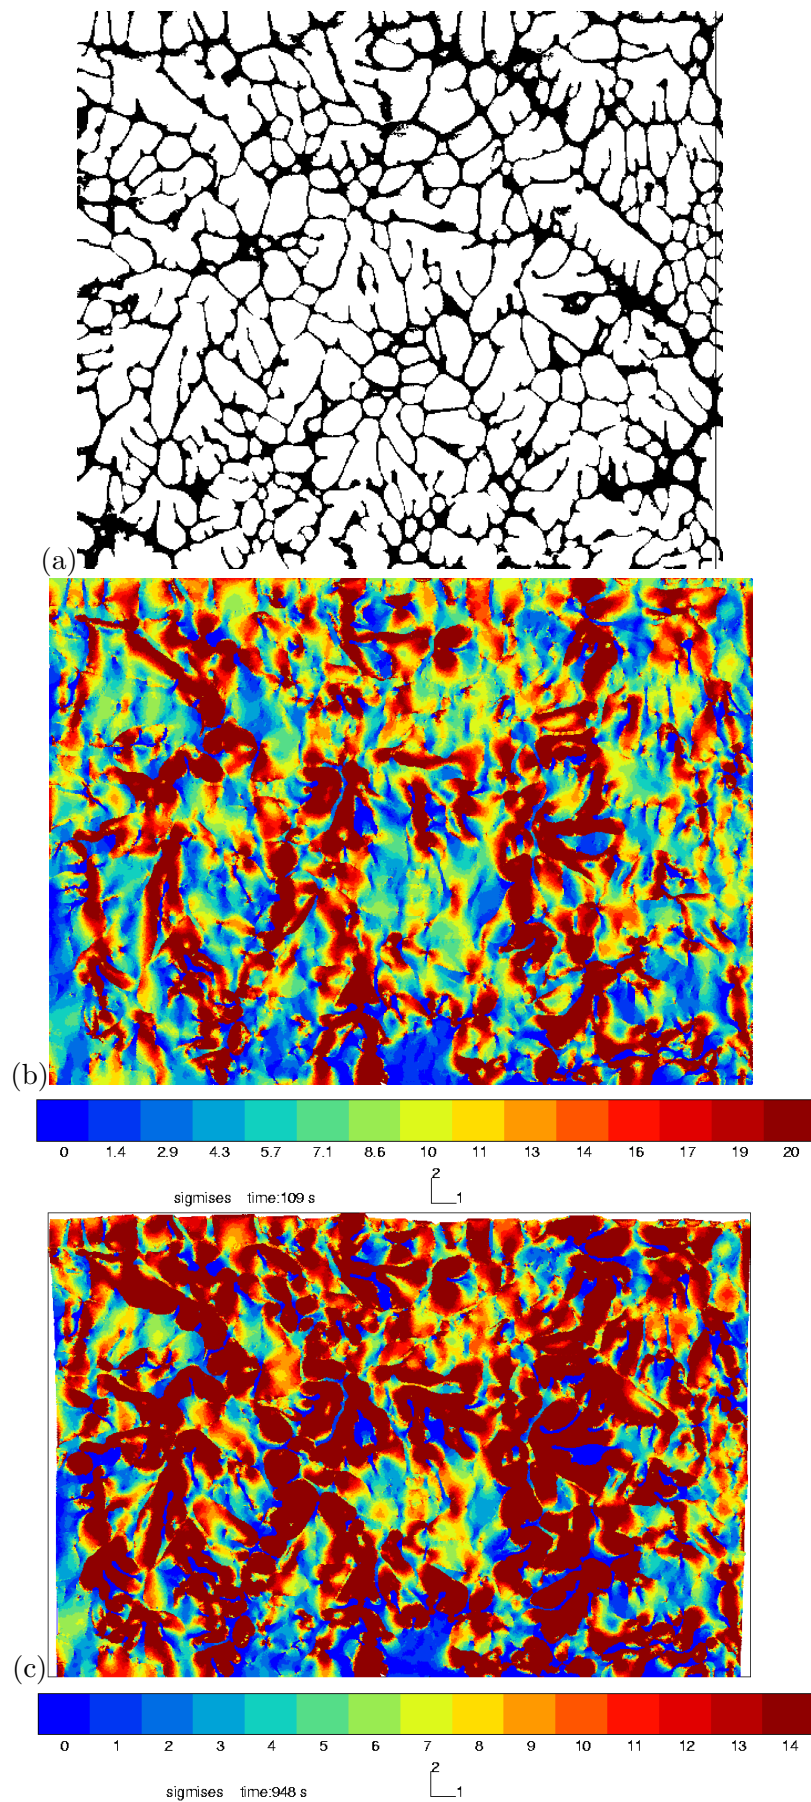 (a)
(b)
0 1.4 2.9 4.3 5.7 7.1 8.6 10 11 13 14 16 17 19 20
sigmises time:109 s
2
1
(c)
0 1 2 3 4 5 6 7 8 9 10 11 12 13 14
sigmises time:948 s
2
1